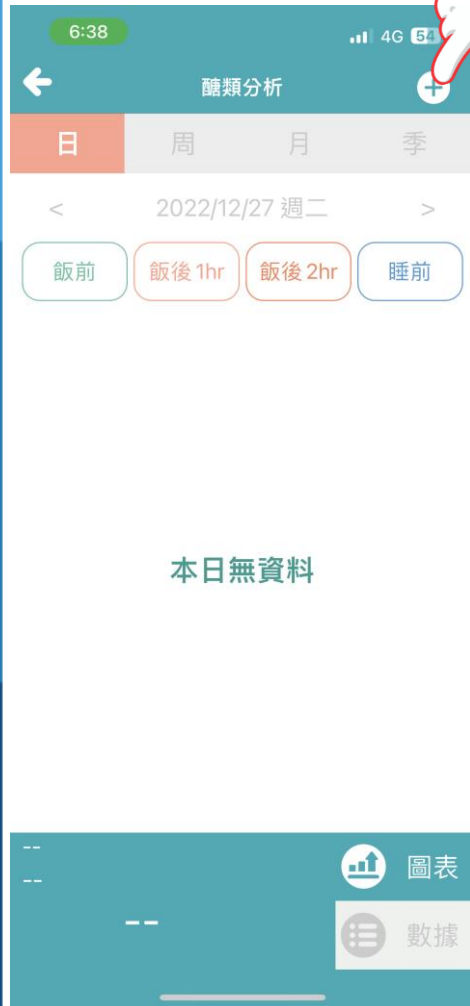 6:38 4G 54
醣類分析
日 周 月 季
< 2022/12/27 週二 >
飯前 飯後 1hr 飯後 2hr 睡前
本日無資料
--
-- 圖表
--
數據